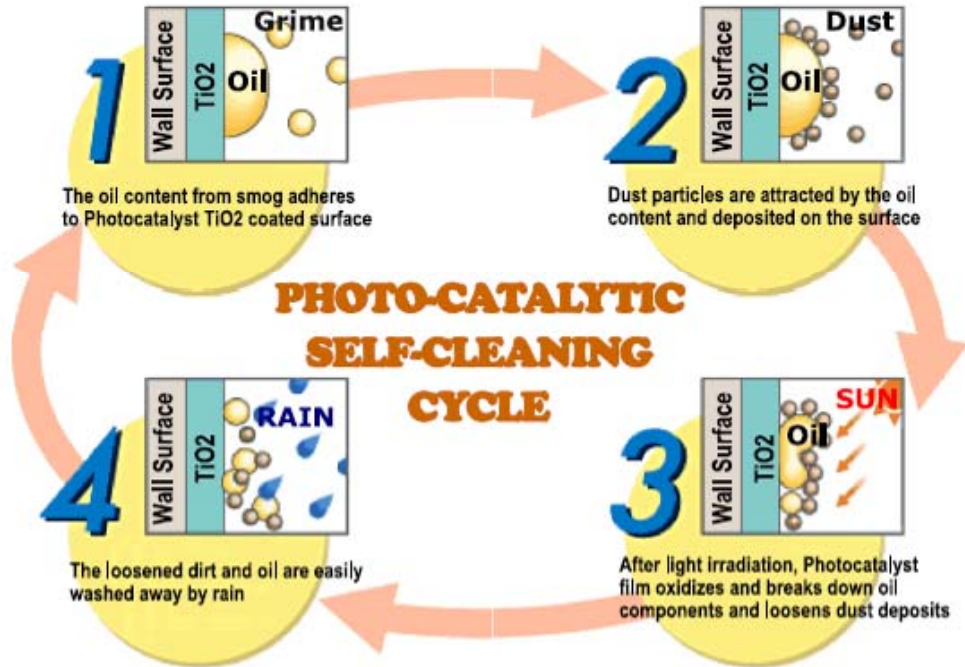 1
Grime
Wall Surface
TiO2
Oil
The oil content from smog adheres
to Photocatalyst TiO2 coated surface
2
Dust
Wall Surface
TiO2
Oil
Dust particles are attracted by the oil
content and deposited on the surface
PHOTO-CATALYTIC
SELF-CLEANING
CYCLE
4
RAIN
Wall Surface
TiO2
The loosened dirt and oil are easily
washed away by rain
3
SUN
Wall Surface
TiO2
Oil
After light irradiation, Photocatalyst
film oxidizes and breaks down oil
components and loosens dust deposits